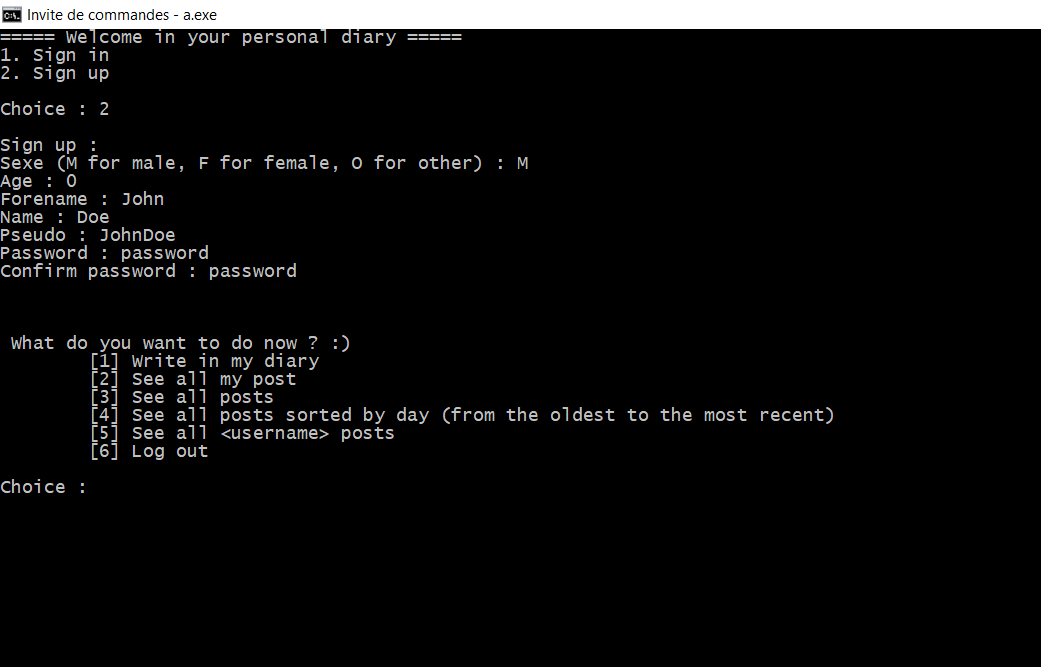 Invite de commandes - a.exe
===== Welcome in your personal diary =====
1. Sign in
2. Sign up
Choice : 2
Sign up :
Sexe (M for male, F for female, O for other) : M
Age : 0
Forename : John
Name : Doe
Pseudo : JohnDoe
Password : password
Confirm password : password
What do you want to do now ? :)
[1] Write in my diary
[2] See all my post
[3] See all posts
[4] See all posts sorted by day (from the oldest to the most recent)
[5] See all <username> posts
[6] Log out
Choice :